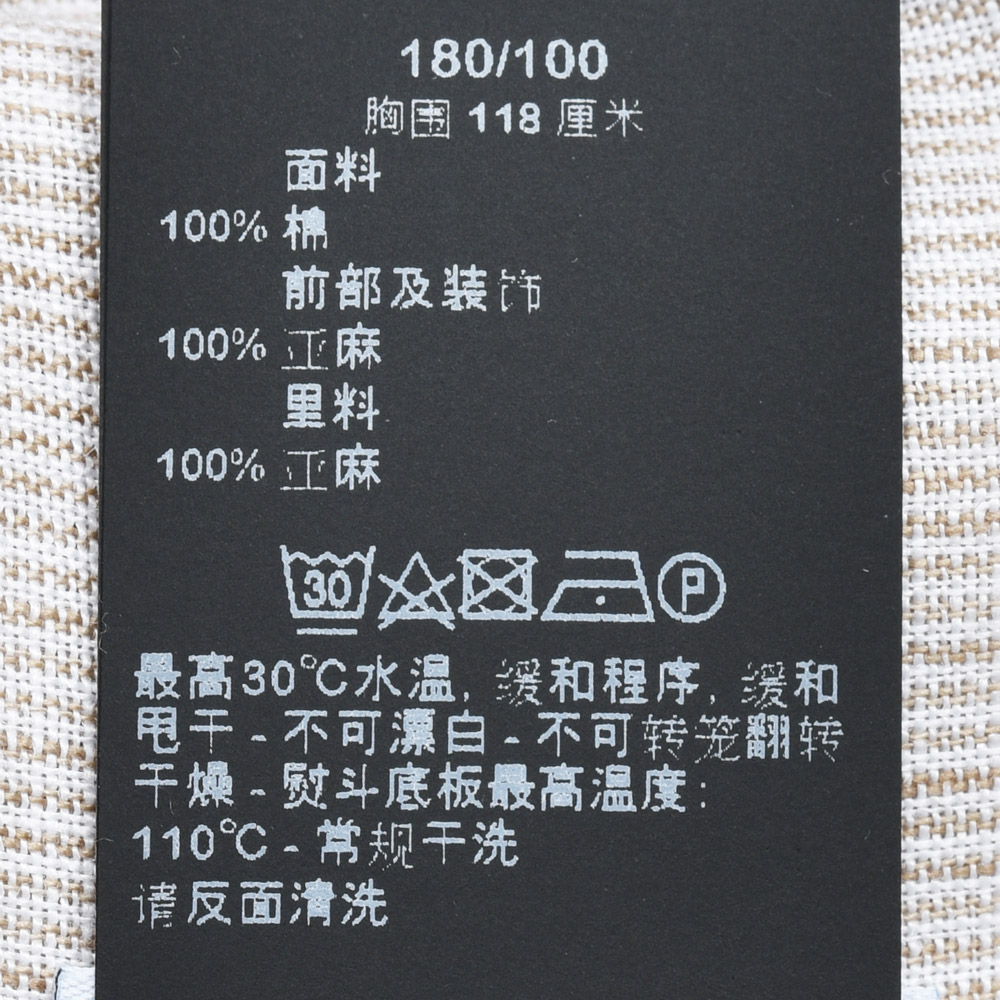 180/100
胸围 118 厘米
面料
100% 棉
前部及装饰
100% 亚麻
里料
100% 亚麻
30 P
最高30°C水温, 缓和程序, 缓和
甩干 - 不可漂白 - 不可转笼翻转
干燥 - 熨斗底板最高温度:
110°C - 常规干洗
请反面清洗